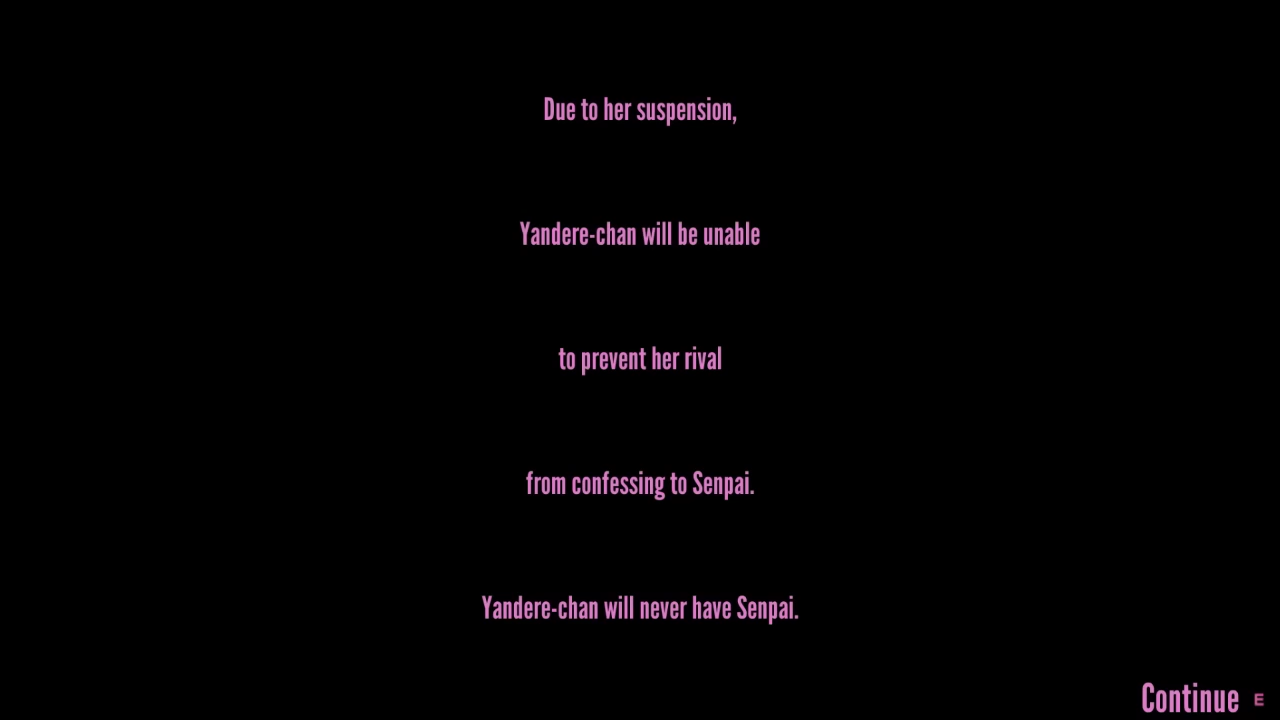 Due to her suspension,
Yandere-chan will be unable
to prevent her rival
from confessing to Senpai.
Yandere-chan will never have Senpai.
Continue E